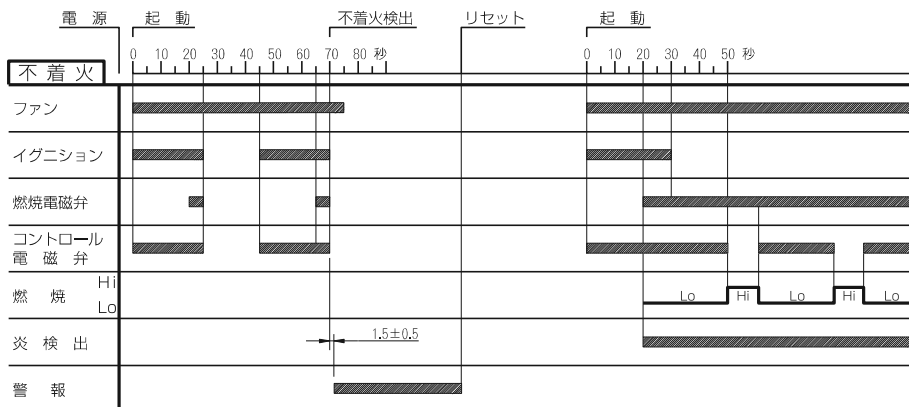 電 源 起 動 不着火検出 リセット 起 動
0 10 20 30 40 50 60 70 80 秒 0 10 20 30 40 50 秒
不 着 火
ファン
イグニション
燃焼電磁弁
コントロール
電 磁 弁
燃 焼 Hi
Lo
Lo Hi Lo Hi Lo
炎 検 出 1.5±0.5
警 報